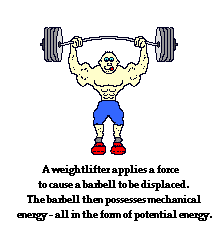 A weightlifter applies a force
to cause a barbell to be displaced.
The barbell then possesses mechanical
energy - all in the form of potential energy.